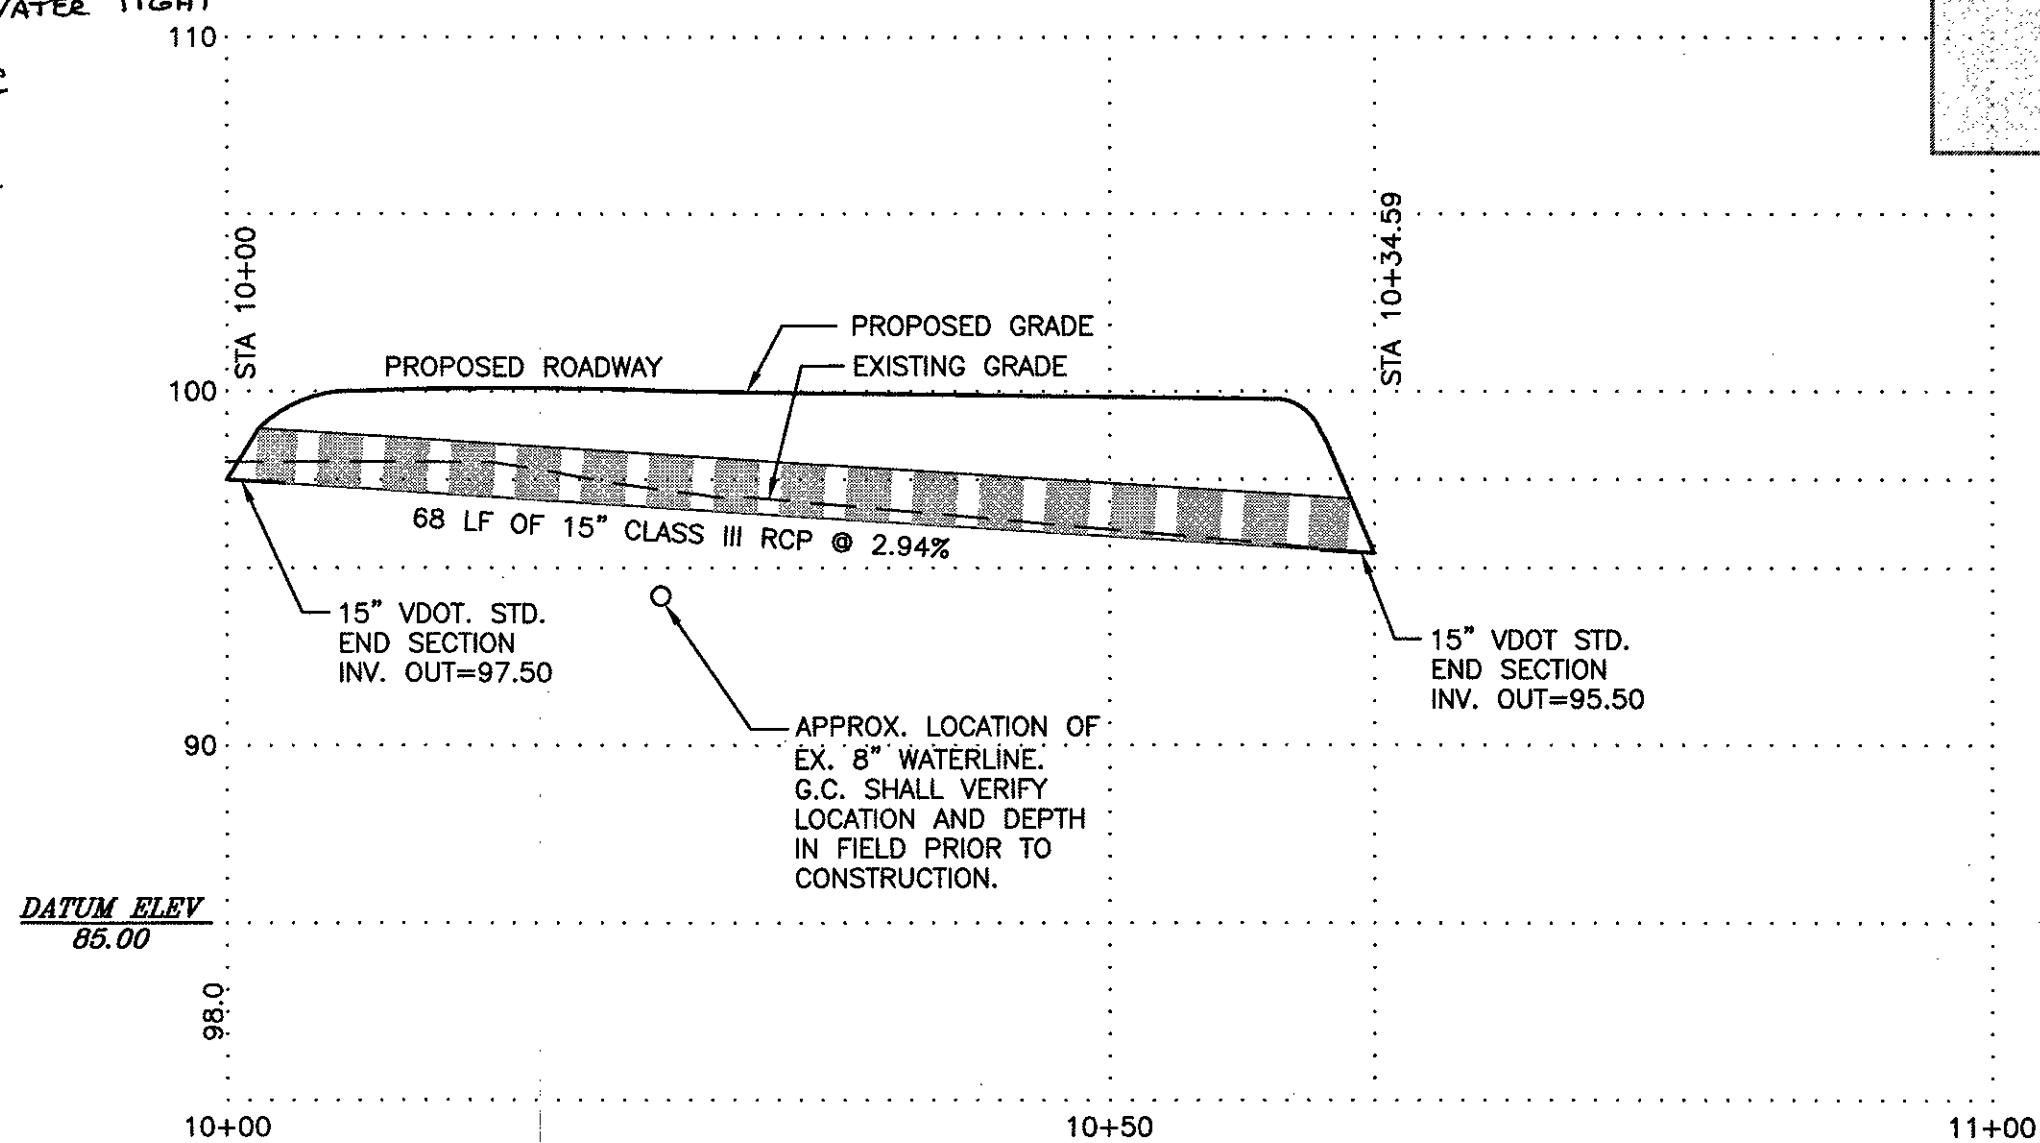 WATER TIGHT
110
STA 10+00
STA 10+34.59
PROPOSED GRADE
PROPOSED ROADWAY
EXISTING GRADE
100
68 LF OF 15" CLASS III RCP @ 2.94%
15" VDOT. STD.
END SECTION
INV. OUT=97.50
15" VDOT STD.
END SECTION
INV. OUT=95.50
90
APPROX. LOCATION OF
EX. 8" WATERLINE.
G.C. SHALL VERIFY
LOCATION AND DEPTH
IN FIELD PRIOR TO
CONSTRUCTION.
DATUM ELEV
85.00
98.0
10+00
10+50
11+00